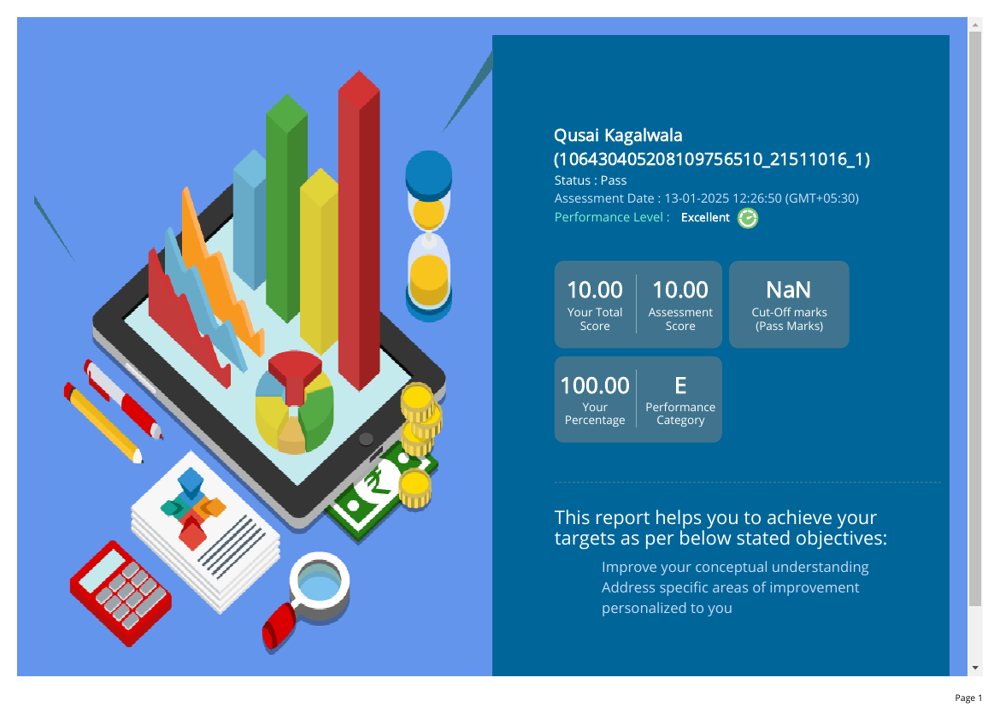 Qusai Kagalwala
(106430405208109756510_21511016_1)
Status : Pass
Assessment Date : 13-01-2025 12:26:50 (GMT+05:30)
Performance Level : Excellent
10.00 10.00 NaN
Your Total Assessment Cut-Off marks
Score Score (Pass Marks)
100.00 E
Your Performance
Percentage Category
This report helps you to achieve your
targets as per below stated objectives:
Improve your conceptual understanding
Address specific areas of improvement
personalized to you
₹
Page 1